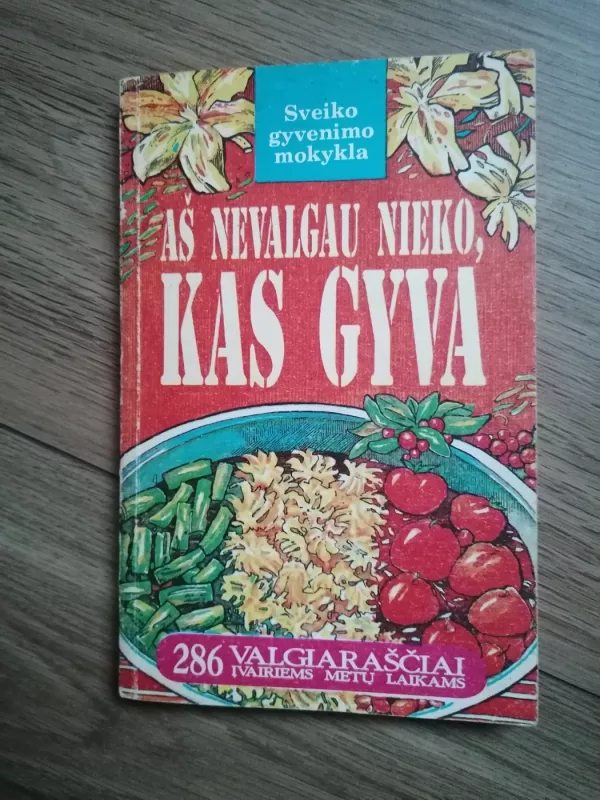 Sveiko
gyvenimo
mokykla
AŠ NEVALGAU NIEKO,
KAS GYVA
286 VALGIARAŠČIAI
ĮVAIRIEMS METŲ LAIKAMS